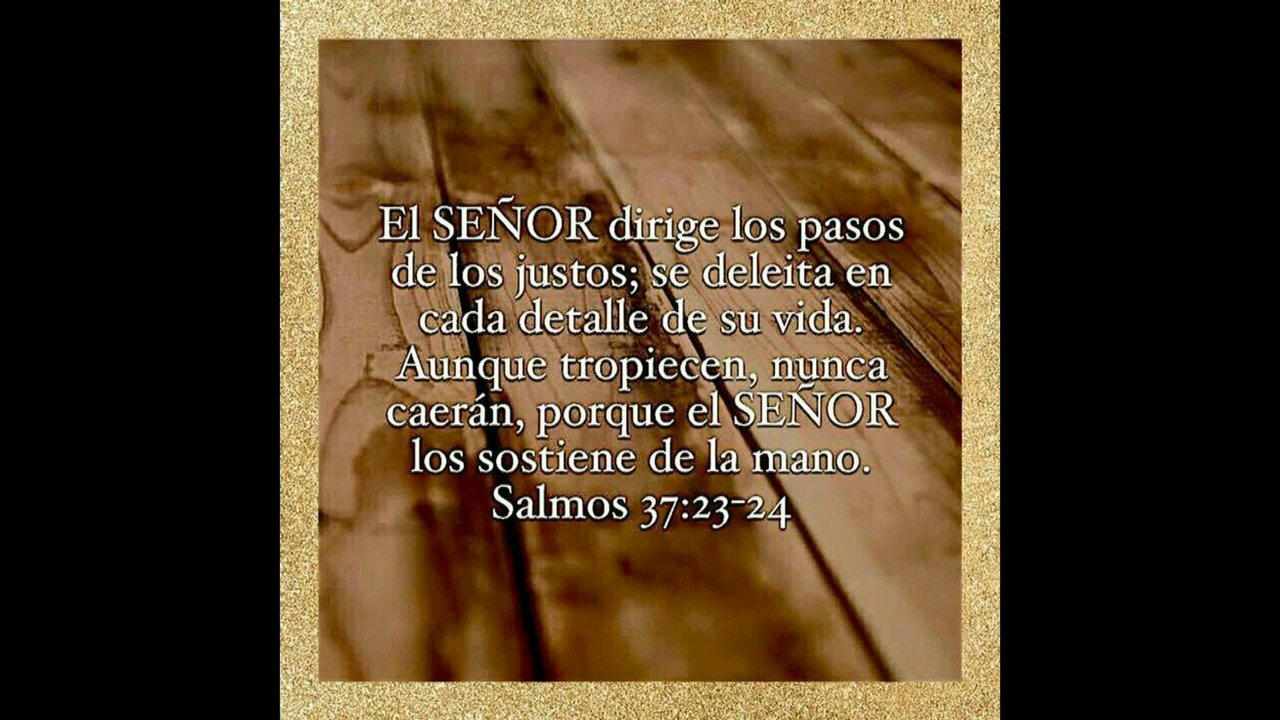 El SEÑOR dirige los pasos
de los justos; se deleita en
cada detalle de su vida.
Aunque tropiecen, nunca
caerán, porque el SEÑOR
los sostiene de la mano.
Salmos 37:23-24